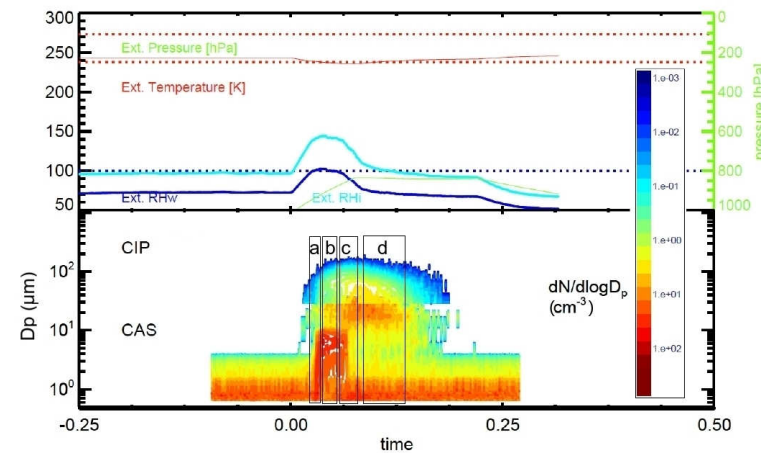 300
250
200
150
100
50
Ext. Pressure [hPa]
Ext. Temperature [K]
Ext. RHw
Ext. RHi
0
200
400
600
800
1000
pressure [hPa]
1.e-03
1.e-02
1.e-01
1.e+00
1.e+01
1.e+02
dN/dlogDp
(cm-3)
CIP
CAS
a b c d
Dp (µm)
10²
10¹
10⁰
-0.25
0.00
0.25
0.50
time